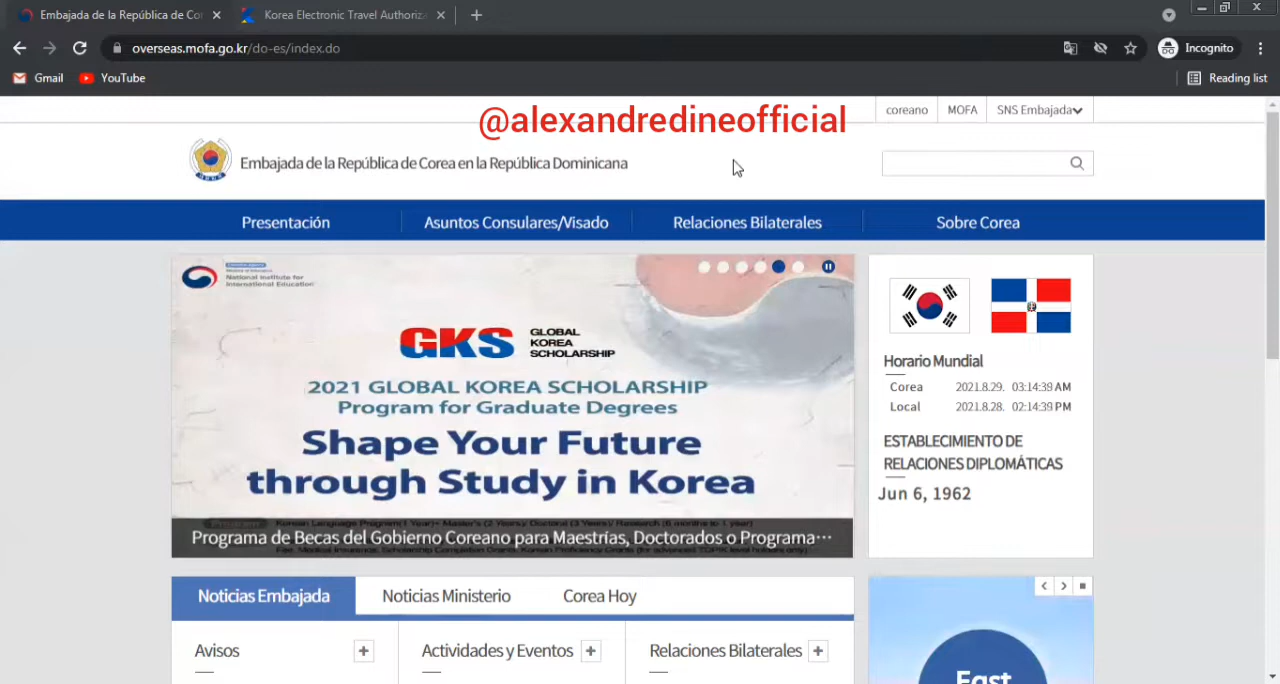 Embajada de la República de Cor
Korea Electronic Travel Authoriza
overseas.mofa.go.kr/do-es/index.do
Incognito
Gmail
YouTube
Reading list
@alexandredineofficial
coreano
MOFA
SNS Embajada
Embajada de la República de Corea en la República Dominicana
Presentación
Asuntos Consulares/Visado
Relaciones Bilaterales
Sobre Corea
National Institute for
International Education
GKS
GLOBAL
KOREA
SCHOLARSHIP
2021 GLOBAL KOREA SCHOLARSHIP
Program for Graduate Degrees
Shape Your Future
through Study in Korea
Programa de Becas del Gobierno Coreano para Maestrías, Doctorados o Programa···
Horario Mundial
Corea 2021.8.29. 03:14:39 AM
Local 2021.8.28. 02:14:39 PM
ESTABLECIMIENTO DE
RELACIONES DIPLOMÁTICAS
Jun 6, 1962
Noticias Embajada
Noticias Ministerio
Corea Hoy
Avisos
Actividades y Eventos
Relaciones Bilaterales
East